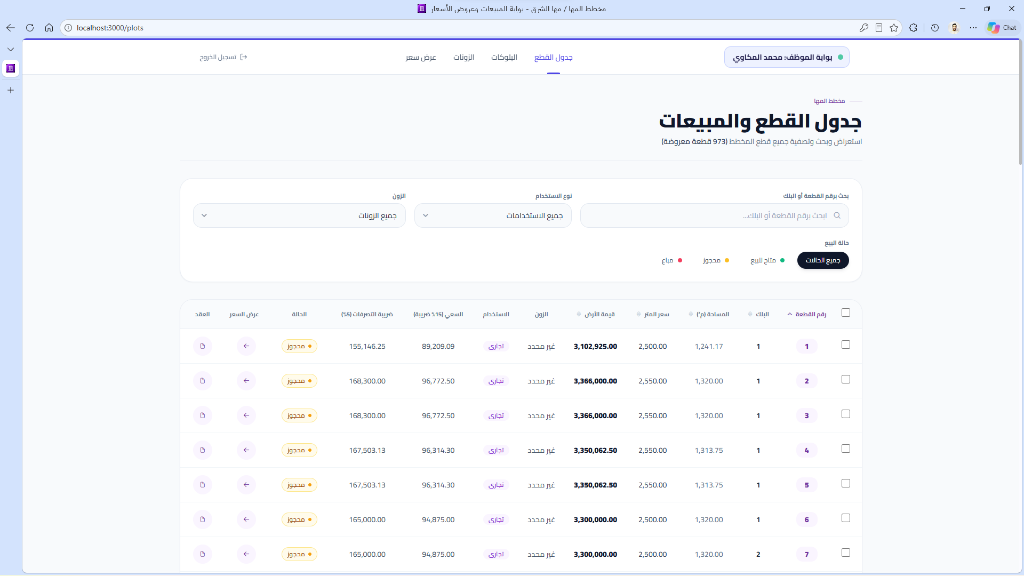 مخطط المها / مها الشرق - بوابة المبيعات وعروض الأسعار
localhost:3000/plots
Chat
بوابة الموظف: محمد المكاوي
جدول القطع
البلوكات
الزونات
عرض سعر
تسجيل الخروج
مخطط المها
جدول القطع والمبيعات
استعراض وبحث وتصفية جميع قطع المخطط (973 قطعة معروضة)
بحث برقم القطعة أو البلك
نوع الاستخدام
الزون
ابحث برقم القطعة أو البلك...
جميع الاستخدامات
جميع الزونات
حالة البيع
جميع الحالات
متاح للبيع
محجوز
مباع
رقم القطعة البلك المساحة (م²) سعر المتر قيمة الأرض الزون الاستخدام السعي (2.5% ضريبة) ضريبة التصرفات (5%) الحالة عرض السعر العقد
1 1 1,241.17 2,500.00 3,102,925.00 غير محدد تجاري 89,209.09 155,146.25 محجوز
2 1 1,320.00 2,550.00 3,366,000.00 غير محدد تجاري 96,772.50 168,300.00 محجوز
3 1 1,320.00 2,550.00 3,366,000.00 غير محدد تجاري 96,772.50 168,300.00 محجوز
4 1 1,313.75 2,550.00 3,350,062.50 غير محدد تجاري 96,314.30 167,503.13 محجوز
5 1 1,313.75 2,550.00 3,350,062.50 غير محدد تجاري 96,314.30 167,503.13 محجوز
6 1 1,320.00 2,500.00 3,300,000.00 غير محدد تجاري 94,875.00 165,000.00 محجوز
7 2 1,320.00 2,500.00 3,300,000.00 غير محدد تجاري 94,875.00 165,000.00 محجوز